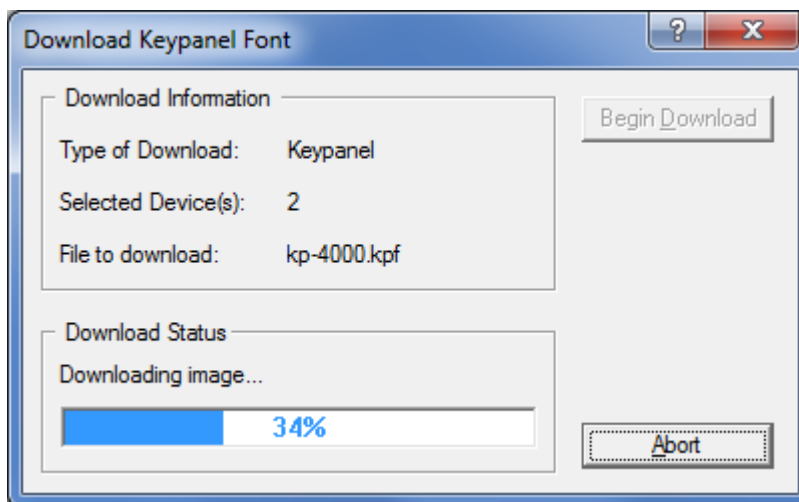 Download Keypanel Font
?
X
Download Information
Begin Download
Type of Download: Keypanel
Selected Device(s): 2
File to download: kp-4000.kpf
Download Status
Downloading image...
34%
Abort